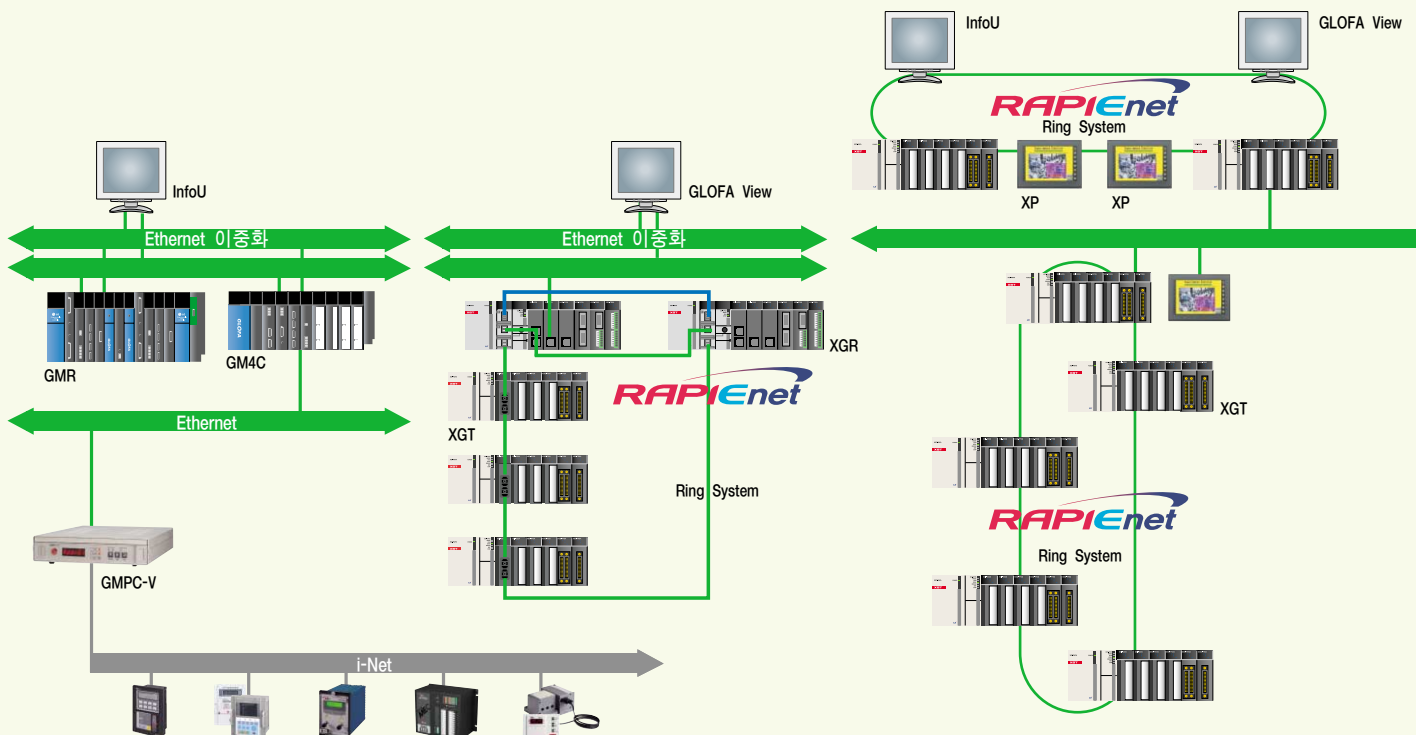 InfoU
GLOFA View
RAPIEnet
Ring System
XP
XP
InfoU
GLOFA View
Ethernet 이중화
Ethernet 이중화
GMR
GM4C
XGR
RAPIEnet
XGT
XGT
Ethernet
Ring System
RAPIEnet
Ring System
GMPC-V
i-Net